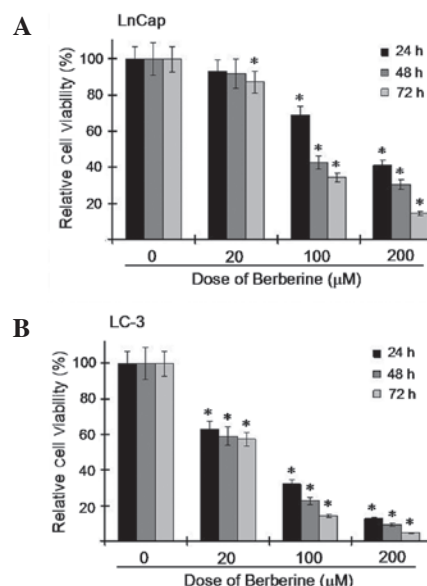 A
LnCap
Relative cell viability (%)
100
80
60
40
20
* * * * * * *
24 h
48 h
72 h
0 20 100 200
Dose of Berberine (μM)
B
LC-3
Relative cell viability (%)
100
80
60
40
20
* * * * * * * * *
24 h
48 h
72 h
0 20 100 200
Dose of Berberine (μM)